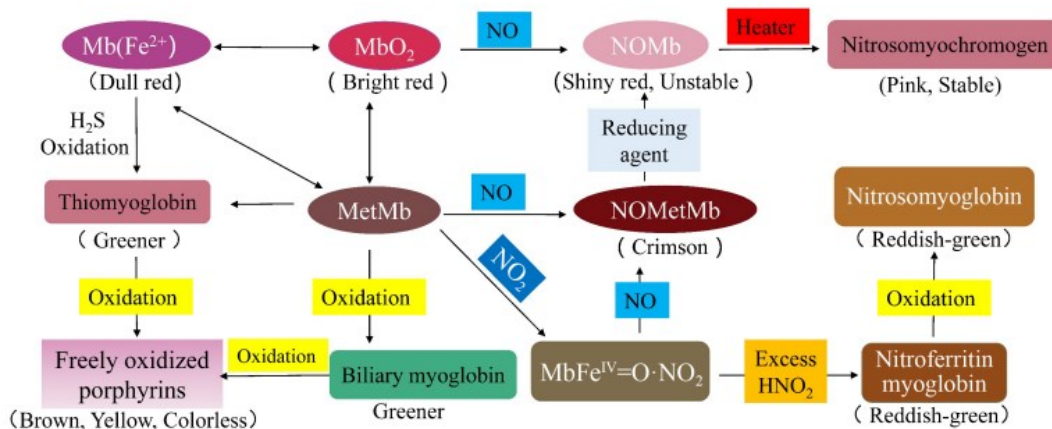 Mb(Fe²⁺)
MbO₂
NO
NOMb
Heater
Nitrosomyochromogen
(Dull red)
( Bright red)
(Shiny red, Unstable )
(Pink, Stable)
H₂S
Oxidation
Reducing
agent
Thiomyoglobin
MetMb
NO
NOMetMb
Nitrosomyoglobin
( Greener )
( Crimson)
( Reddish-green)
NO₂
Oxidation
Oxidation
NO
Oxidation
Freely oxidized
porphyrins
Oxidation
Biliary myoglobin
MbFeᴵⱽ=O·NO₂
Excess
HNO₂
Nitroferritin
myoglobin
(Brown, Yellow, Colorless)
Greener
( Reddish-green)